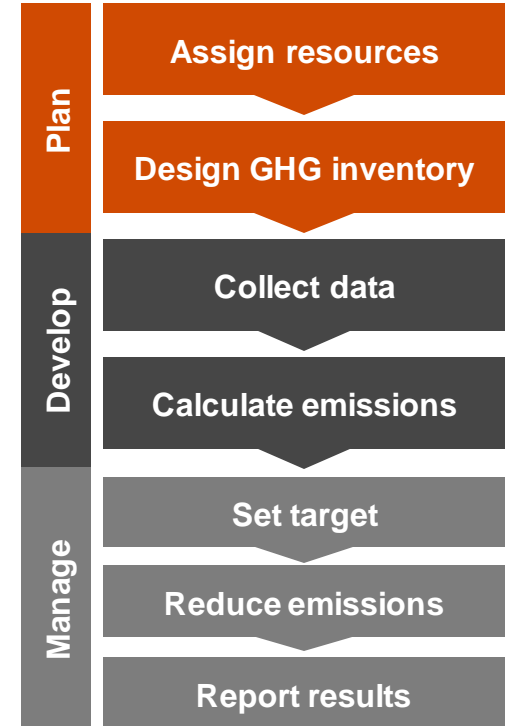 Plan
Assign resources
Design GHG inventory
Develop
Collect data
Calculate emissions
Manage
Set target
Reduce emissions
Report results